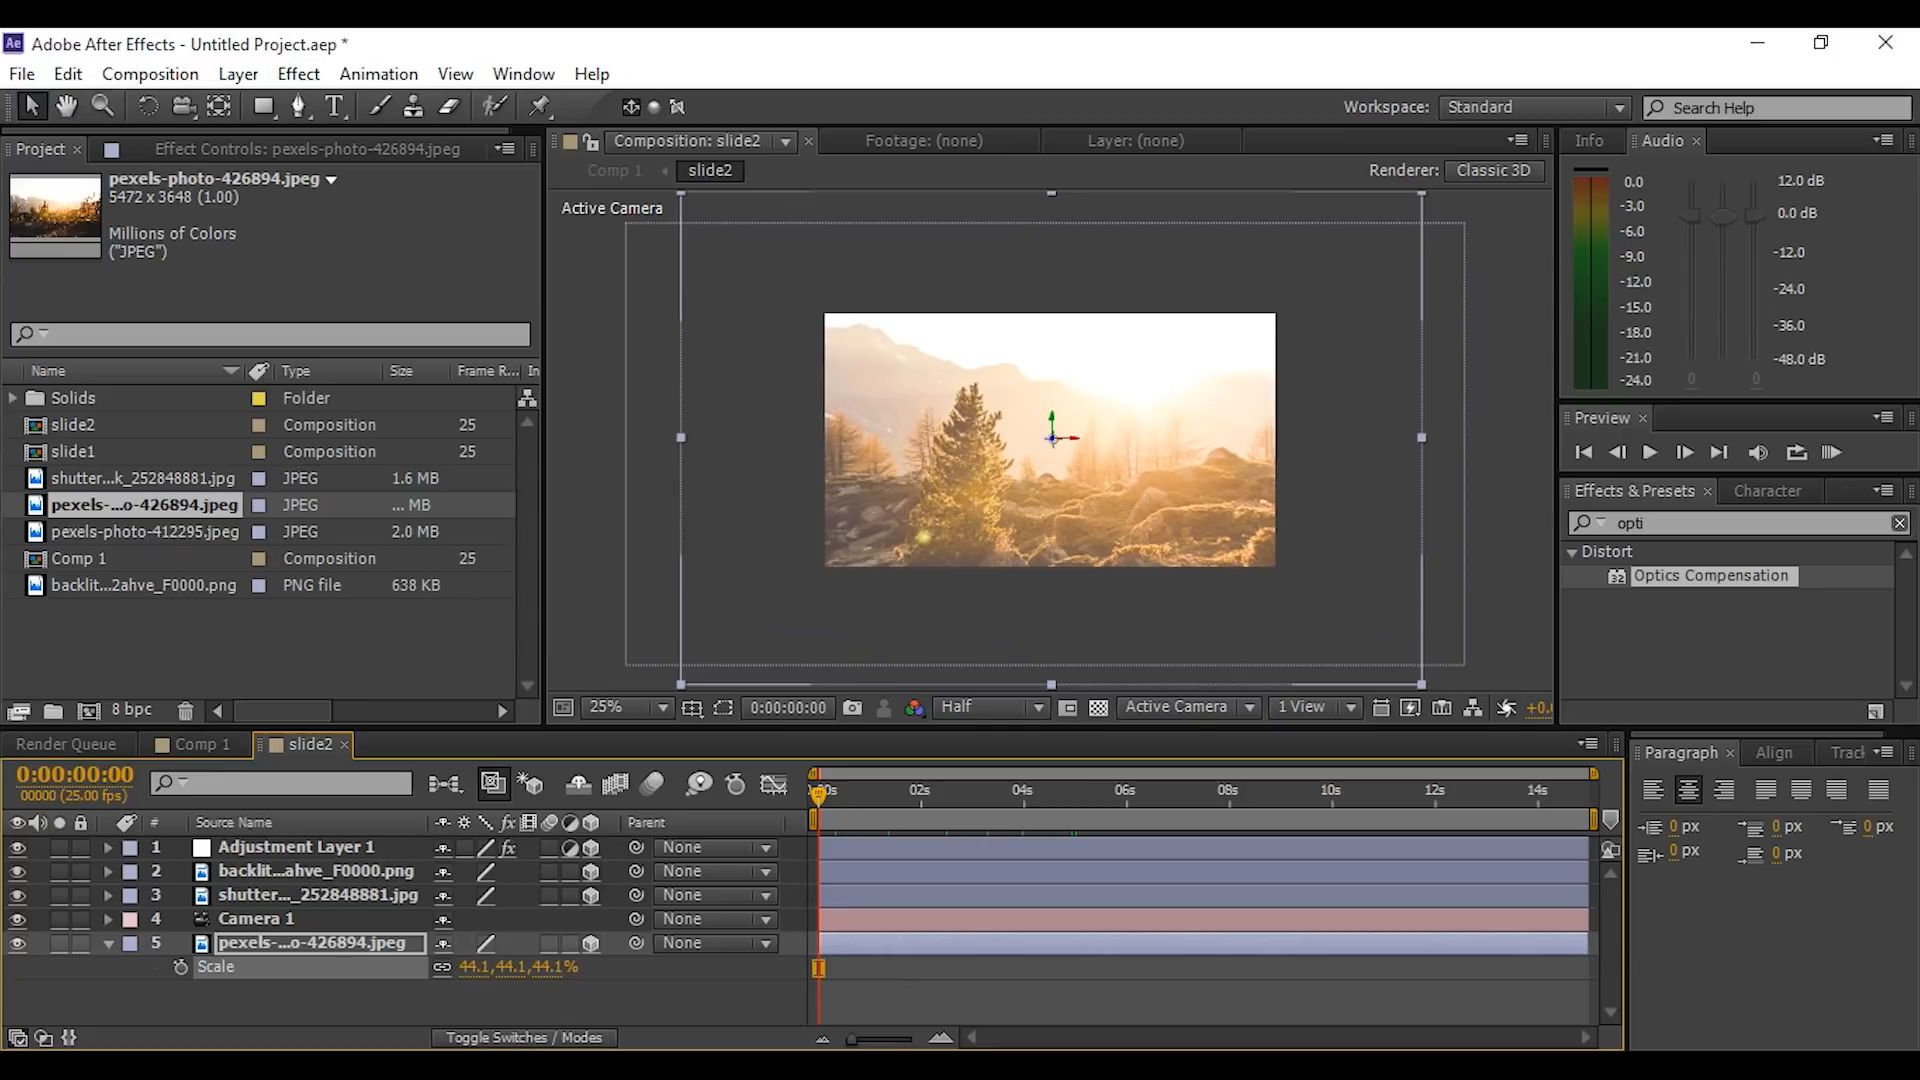 Ae Adobe After Effects - Untitled Project.aep *
File Edit Composition Layer Effect Animation View Window Help
Workspace: Standard Search Help
Project × Effect Controls: pexels-photo-426894.jpeg
Composition: slide2 × Footage: (none) Layer: (none)
Info Audio ×
pexels-photo-426894.jpeg
5472 x 3648 (1.00)
Millions of Colors
("JPEG")
Comp 1 slide2 Renderer: Classic 3D
Active Camera
0.0 12.0 dB
-3.0 0.0 dB
-6.0
-9.0 -12.0
-12.0 -24.0
-15.0
-18.0 -36.0
-21.0 -48.0 dB
-24.0 0 0
Preview ×
Effects & Presets × Character
opti
Distort
32 Optics Compensation
Name Type Size Frame R... In
Solids Folder
slide2 Composition 25
slide1 Composition 25
shutter...k_252848881.jpg JPEG 1.6 MB
pexels-...o-426894.jpeg JPEG ... MB
pexels-photo-412295.jpeg JPEG 2.0 MB
Comp 1 Composition 25
backlit...2ahve_F0000.png PNG file 638 KB
8 bpc
25% 0:00:00:00 Half Active Camera 1 View +0.
Render Queue Comp 1 slide2 ×
Paragraph × Align Track
0:00:00:00
00000 (25.00 fps)
0s 02s 04s 06s 08s 10s 12s 14s
# Source Name fx Parent
1 Adjustment Layer 1 fx None
2 backlit...ahve_F0000.png None
3 shutter..._252848881.jpg None
4 Camera 1 None
5 pexels-...o-426894.jpeg None
Scale 44.1,44.1,44.1%
0 px 0 px 0 px
0 px 0 px
Toggle Switches / Modes